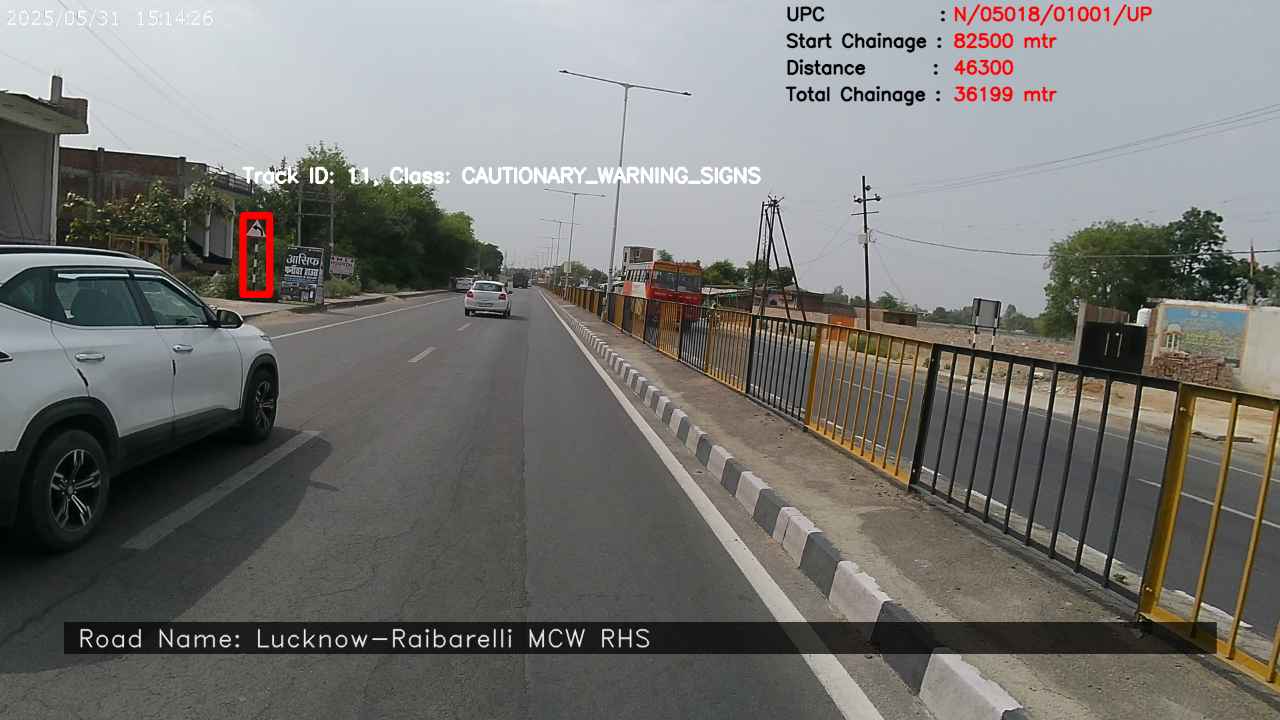 2025/05/31 15:14:26
UPC : N/05018/01001/UP
Start Chainage : 82500 mtr
Distance : 46300
Total Chainage : 36199 mtr
Track ID: 11, Class: CAUTIONARY_WARNING_SIGNS
आसिफ
Road Name: Lucknow-Raibarelli MCW RHS